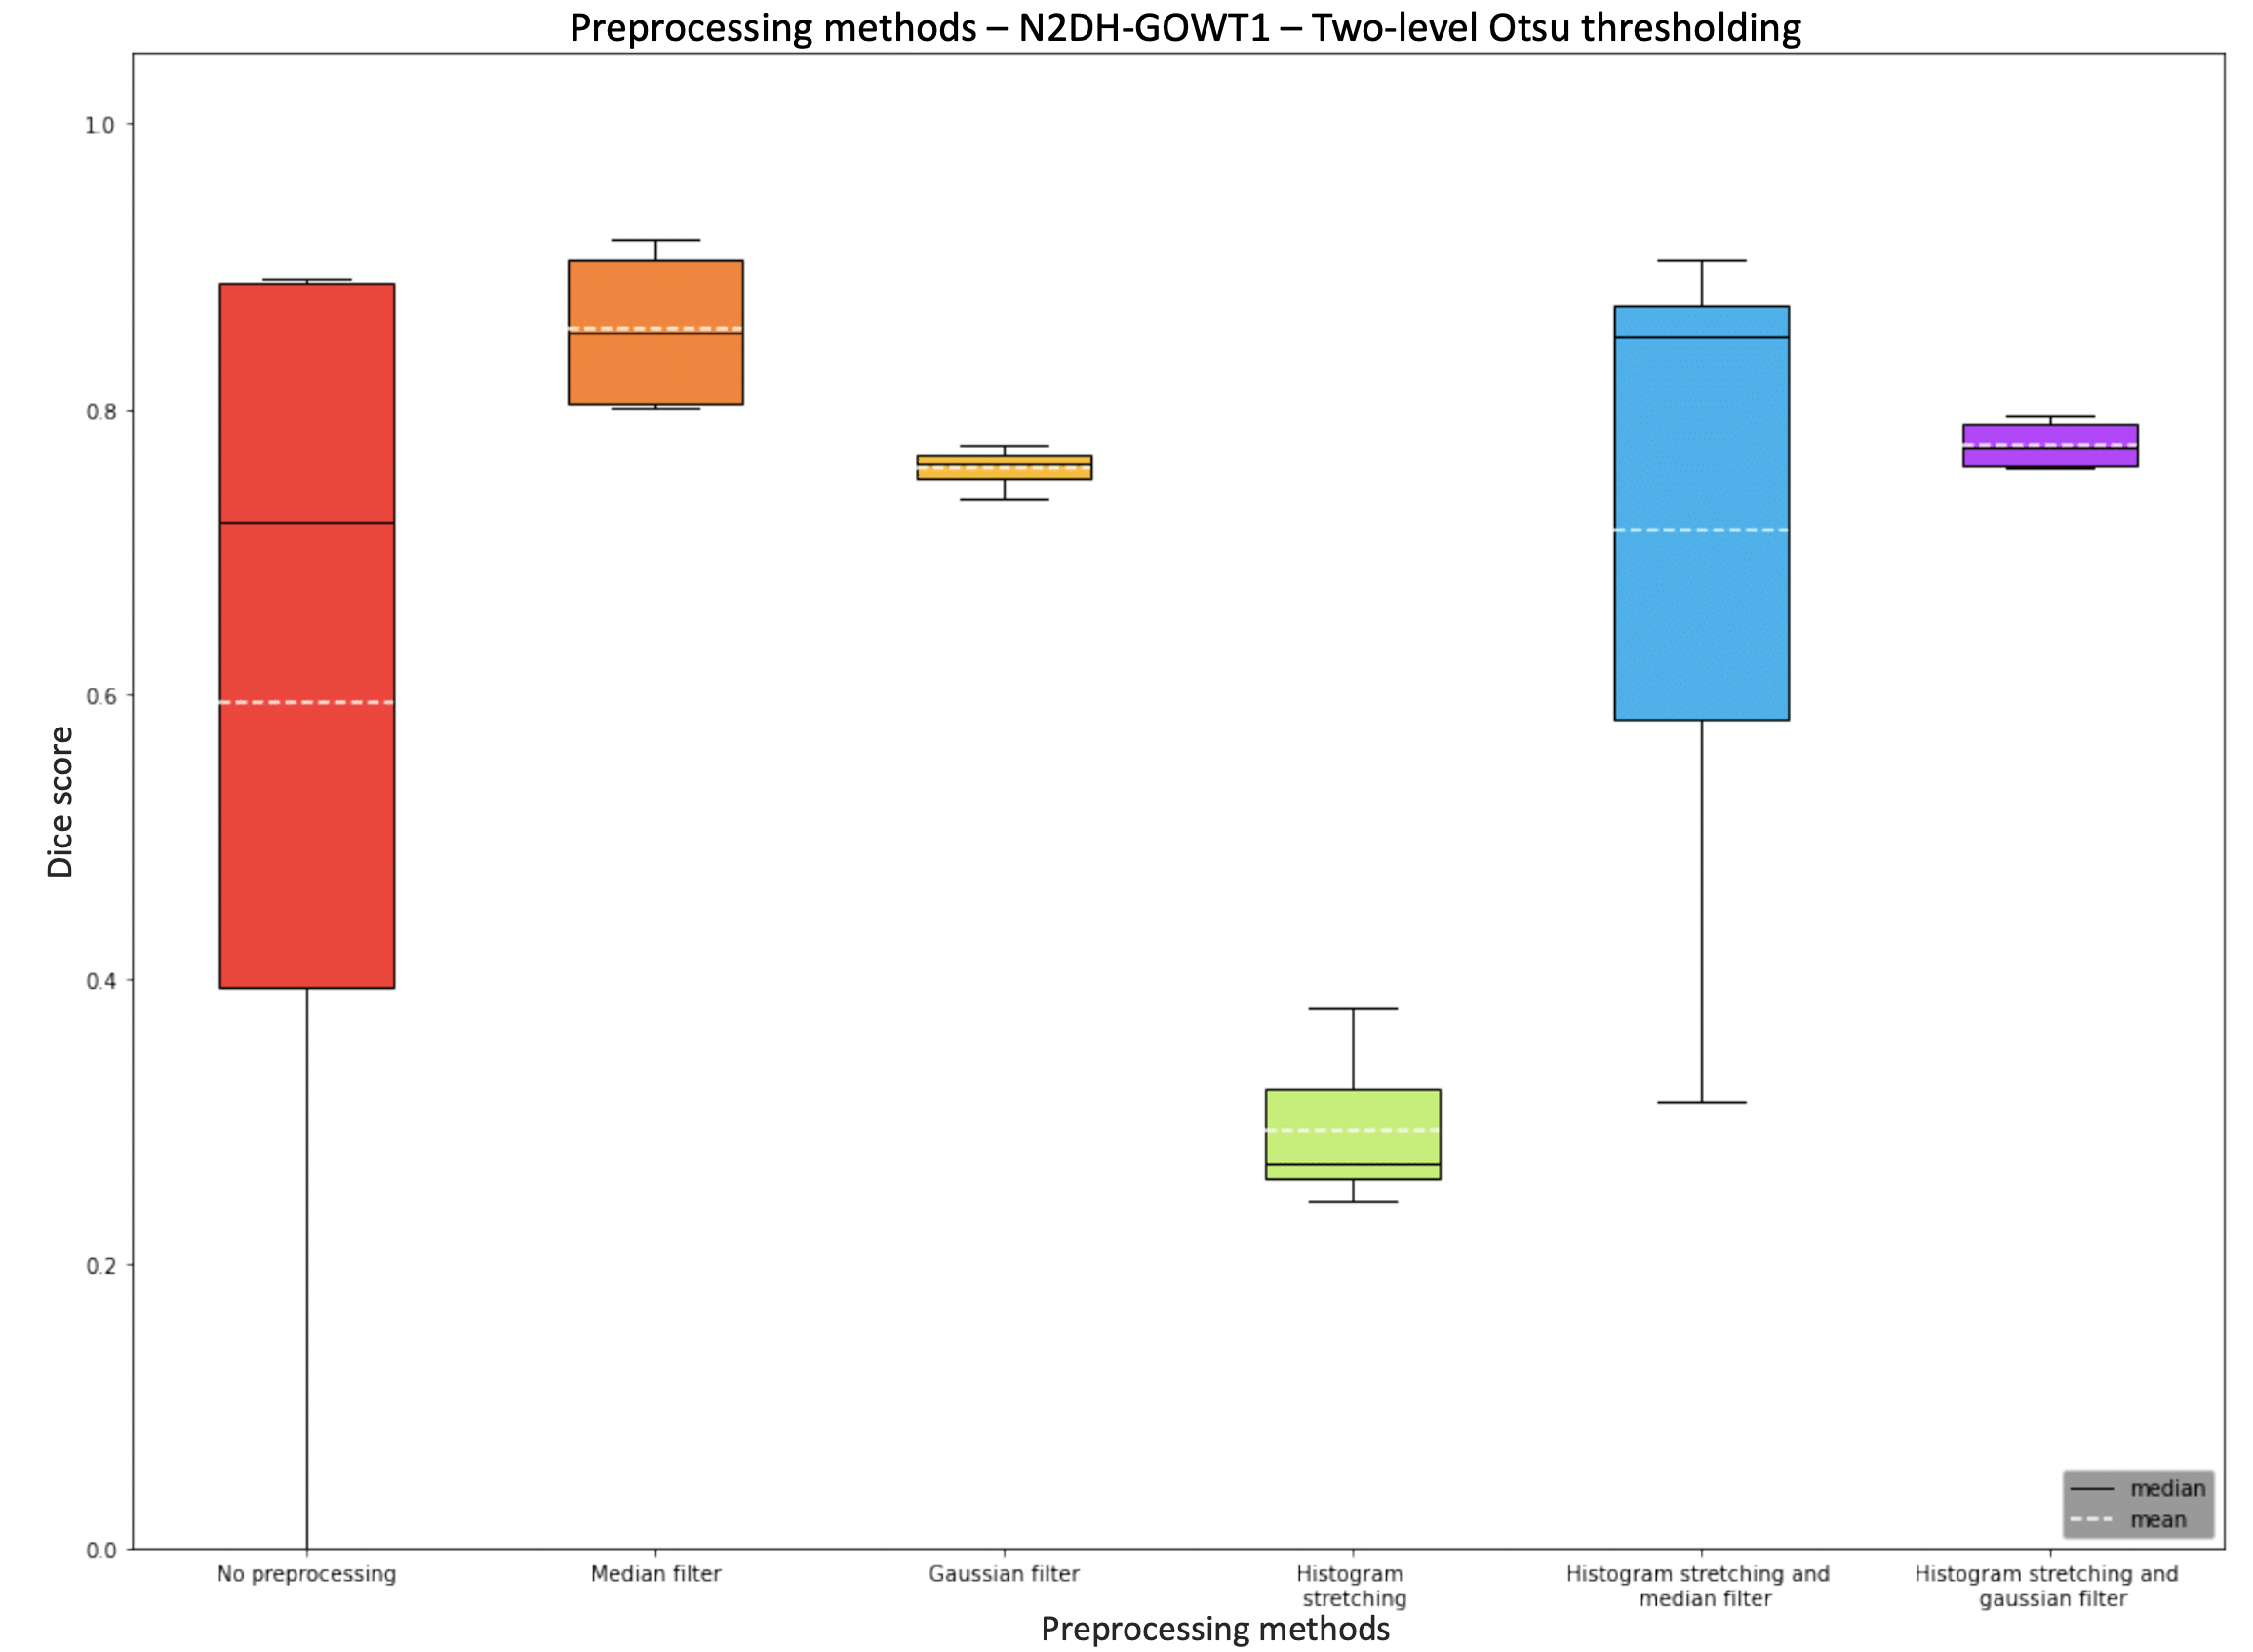 Preprocessing methods – N2DH-GOWT1 – Two-level Otsu thresholding
1.0
0.8
0.6
0.4
0.2
0.0
Dice score
median
mean
No preprocessing
Median filter
Gaussian filter
Histogram
stretching
Histogram stretching and
median filter
Histogram stretching and
gaussian filter
Preprocessing methods